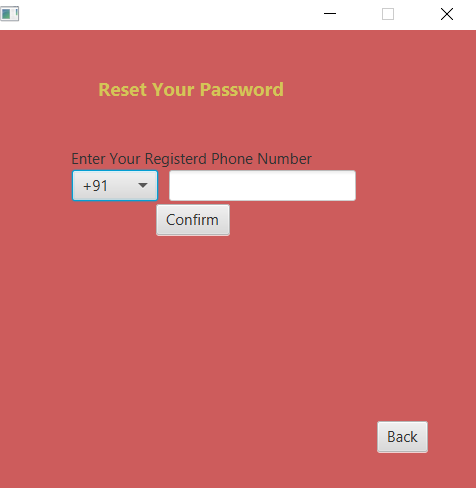 Reset Your Password
Enter Your Registerd Phone Number
+91
Confirm
Back